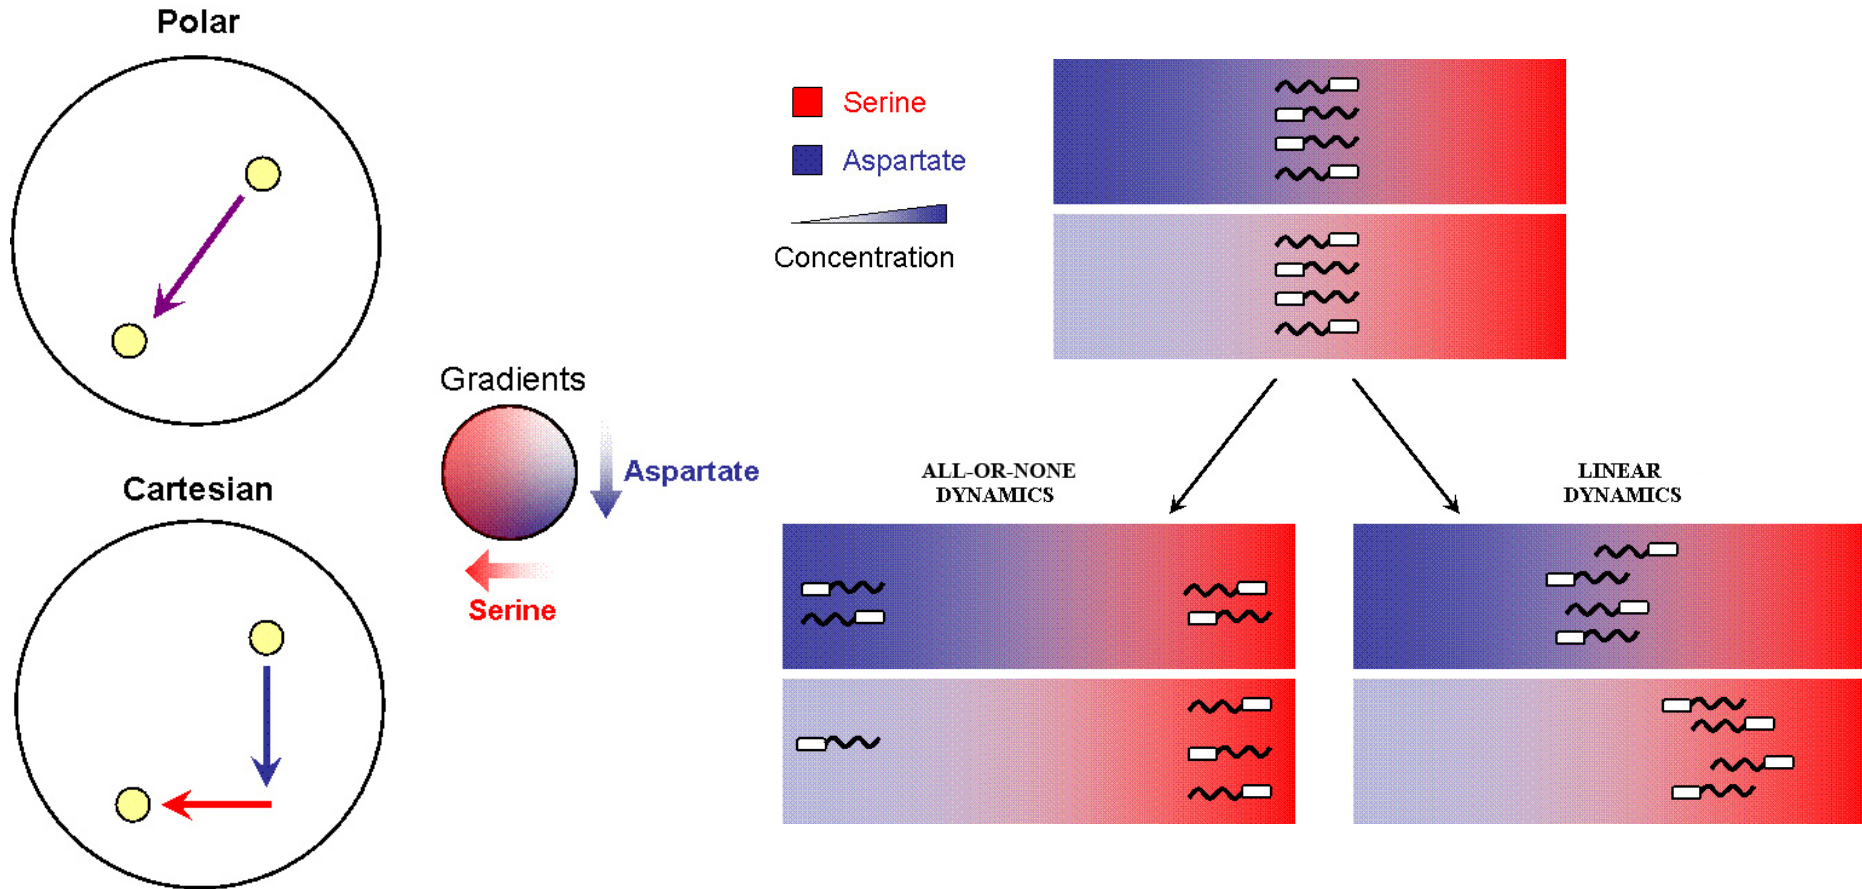 Polar
Serine
Aspartate
Concentration
Gradients
Aspartate
Serine
Cartesian
ALL-OR-NONE
DYNAMICS
LINEAR
DYNAMICS